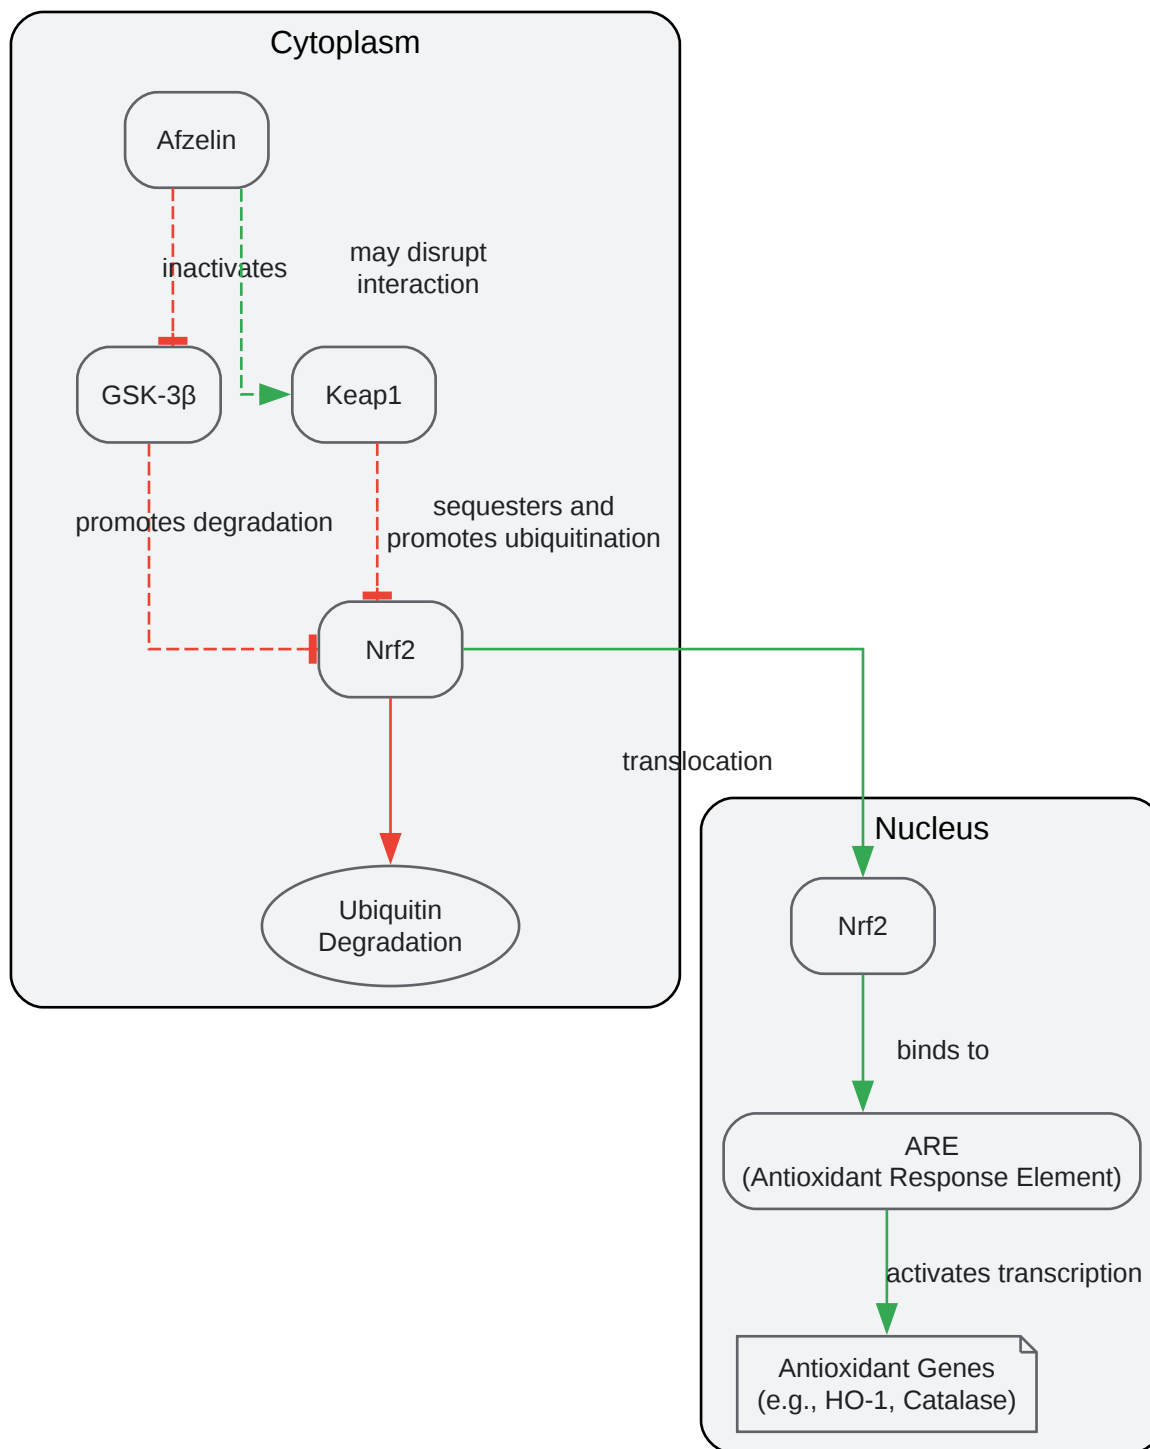 Cytoplasm
Afzelin
inactivates
may disrupt
interaction
GSK-3β
Keap1
promotes degradation
sequesters and
promotes ubiquitination
Nrf2
translocation
Ubiquitin
Degradation
Nucleus
Nrf2
binds to
ARE
(Antioxidant Response Element)
activates transcription
Antioxidant Genes
(e.g., HO-1, Catalase)